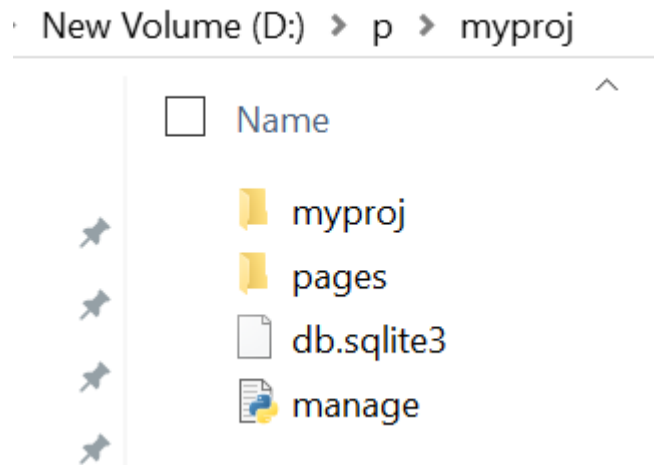 New Volume (D:) > p > myproj
Name
myproj
pages
db.sqlite3
manage